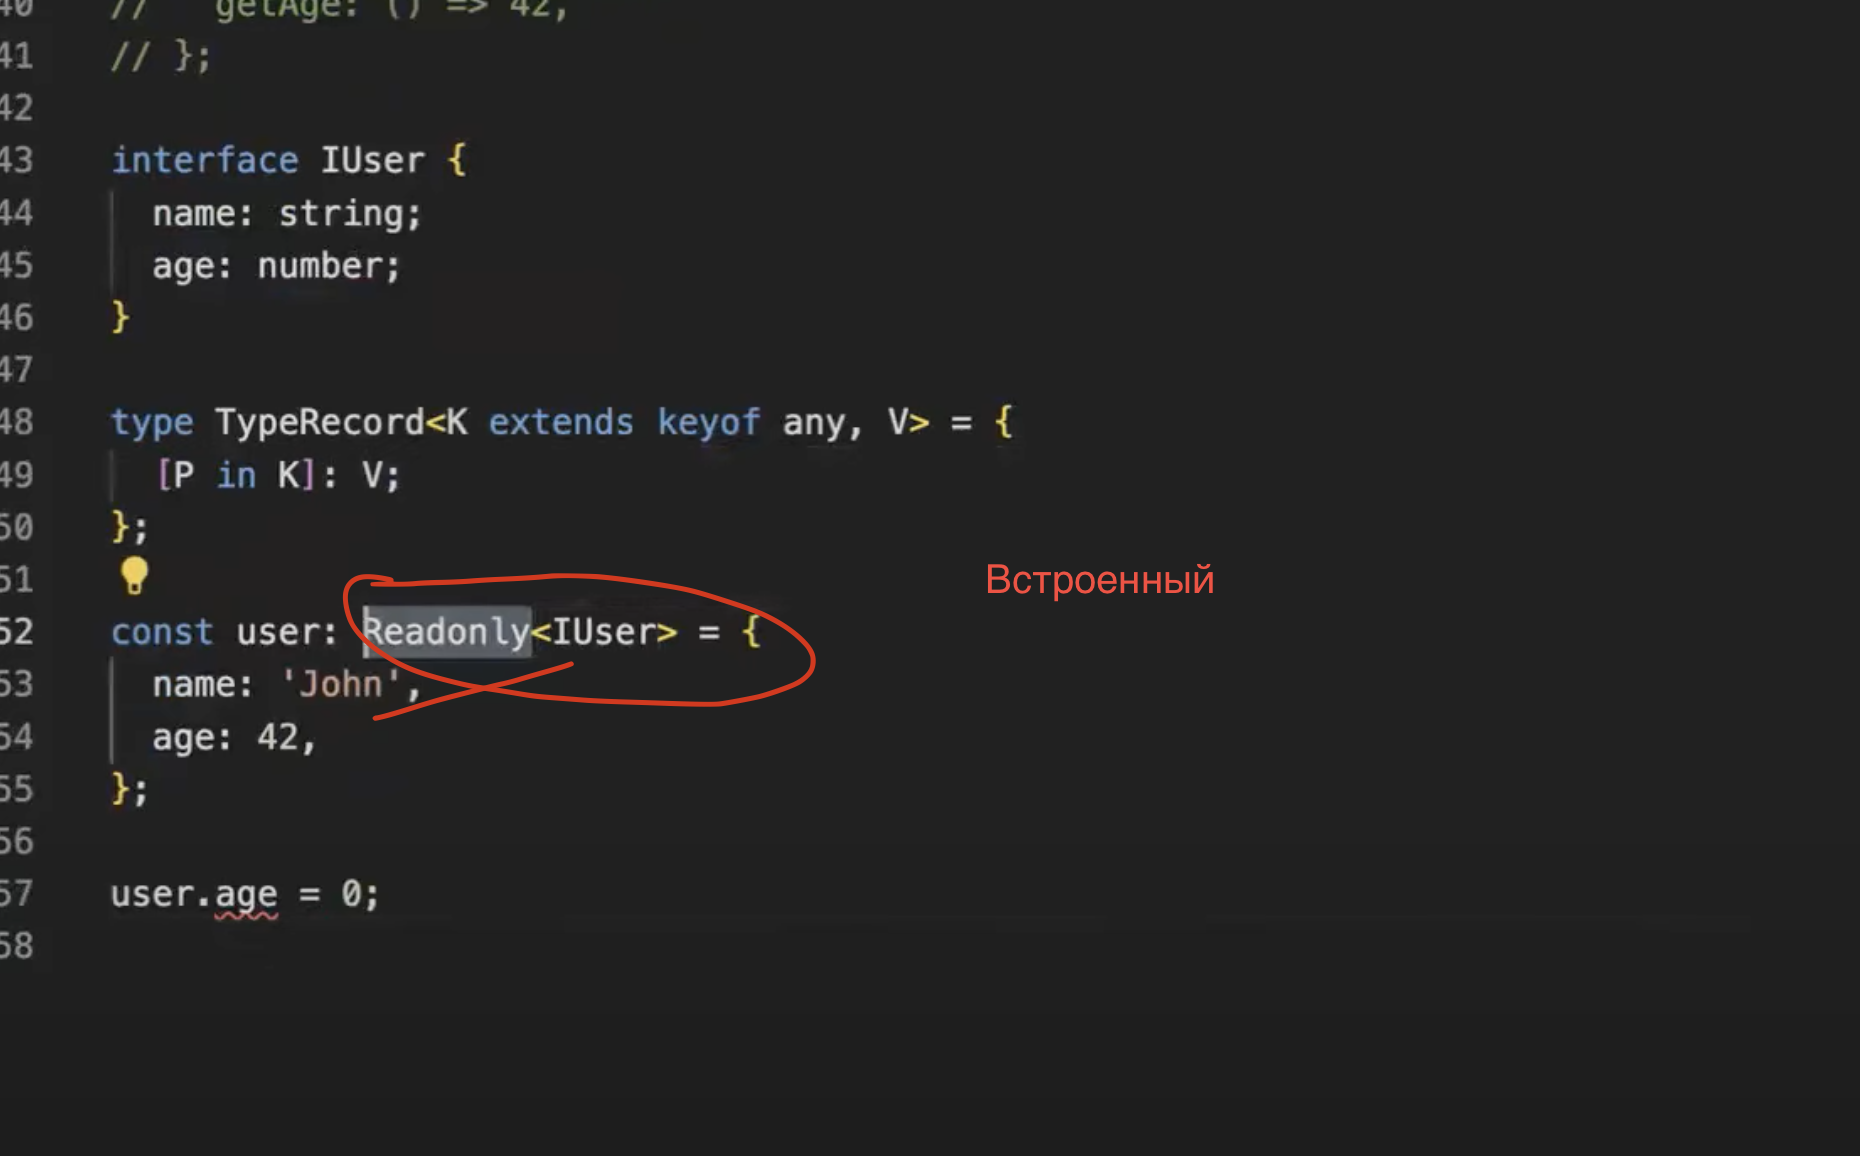 40 //   getAge: () => 42,
41 // };
42
43 interface IUser {
44   name: string;
45   age: number;
46 }
47
48 type TypeRecord<K extends keyof any, V> = {
49   [P in K]: V;
50 };
51
Встроенный
52 const user: Readonly<IUser> = {
53   name: 'John',
54   age: 42,
55 };
56
57 user.age = 0;
58